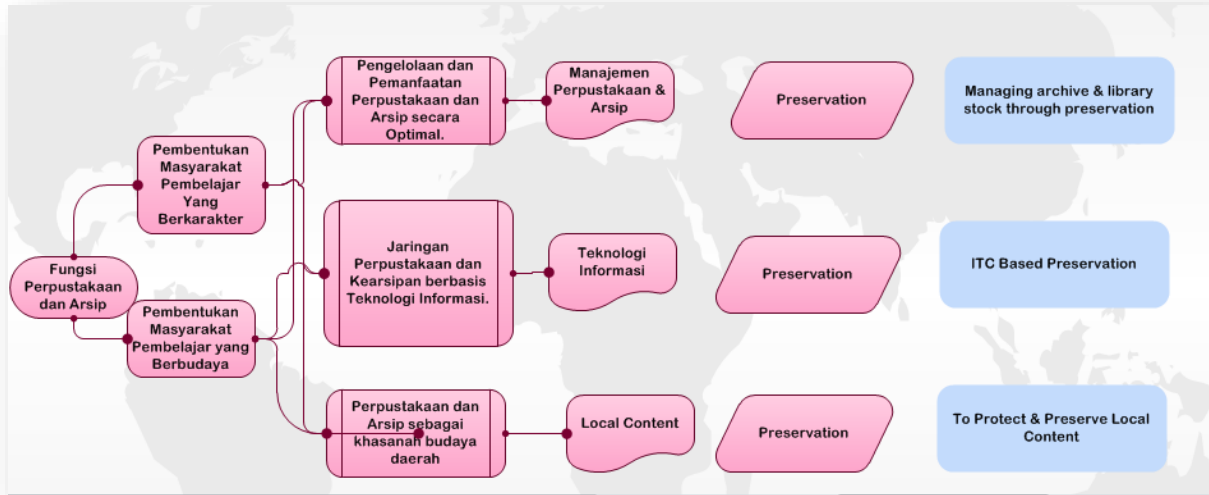 Pengelolaan dan
Pemanfaatan
Perpustakaan dan
Arsip secara
Optimal.
Manajemen
Perpustakaan &
Arsip
Preservation
Managing archive & library
stock through preservation
Pembentukan
Masyarakat
Pembelajar
Yang
Berkarakter
Fungsi
Perpustakaan
dan Arsip
Jaringan
Perpustakaan dan
Kearsipan berbasis
Teknologi Informasi.
Teknologi
Informasi
Preservation
ITC Based Preservation
Pembentukan
Masyarakat
Pembelajar yang
Berbudaya
Perpustakaan dan
Arsip sebagai
khasanah budaya
daerah
Local Content
Preservation
To Protect & Preserve Local
Content